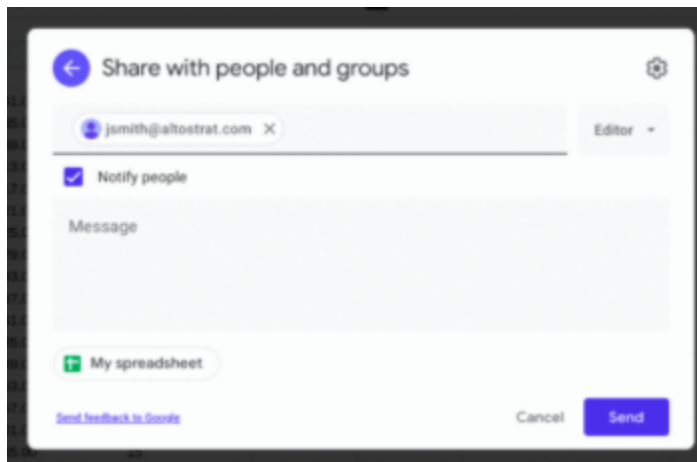 Share with people and groups
jsmith@altostrat.com
Editor
Notify people
Message
My spreadsheet
Send feedback to Google
Cancel
Send